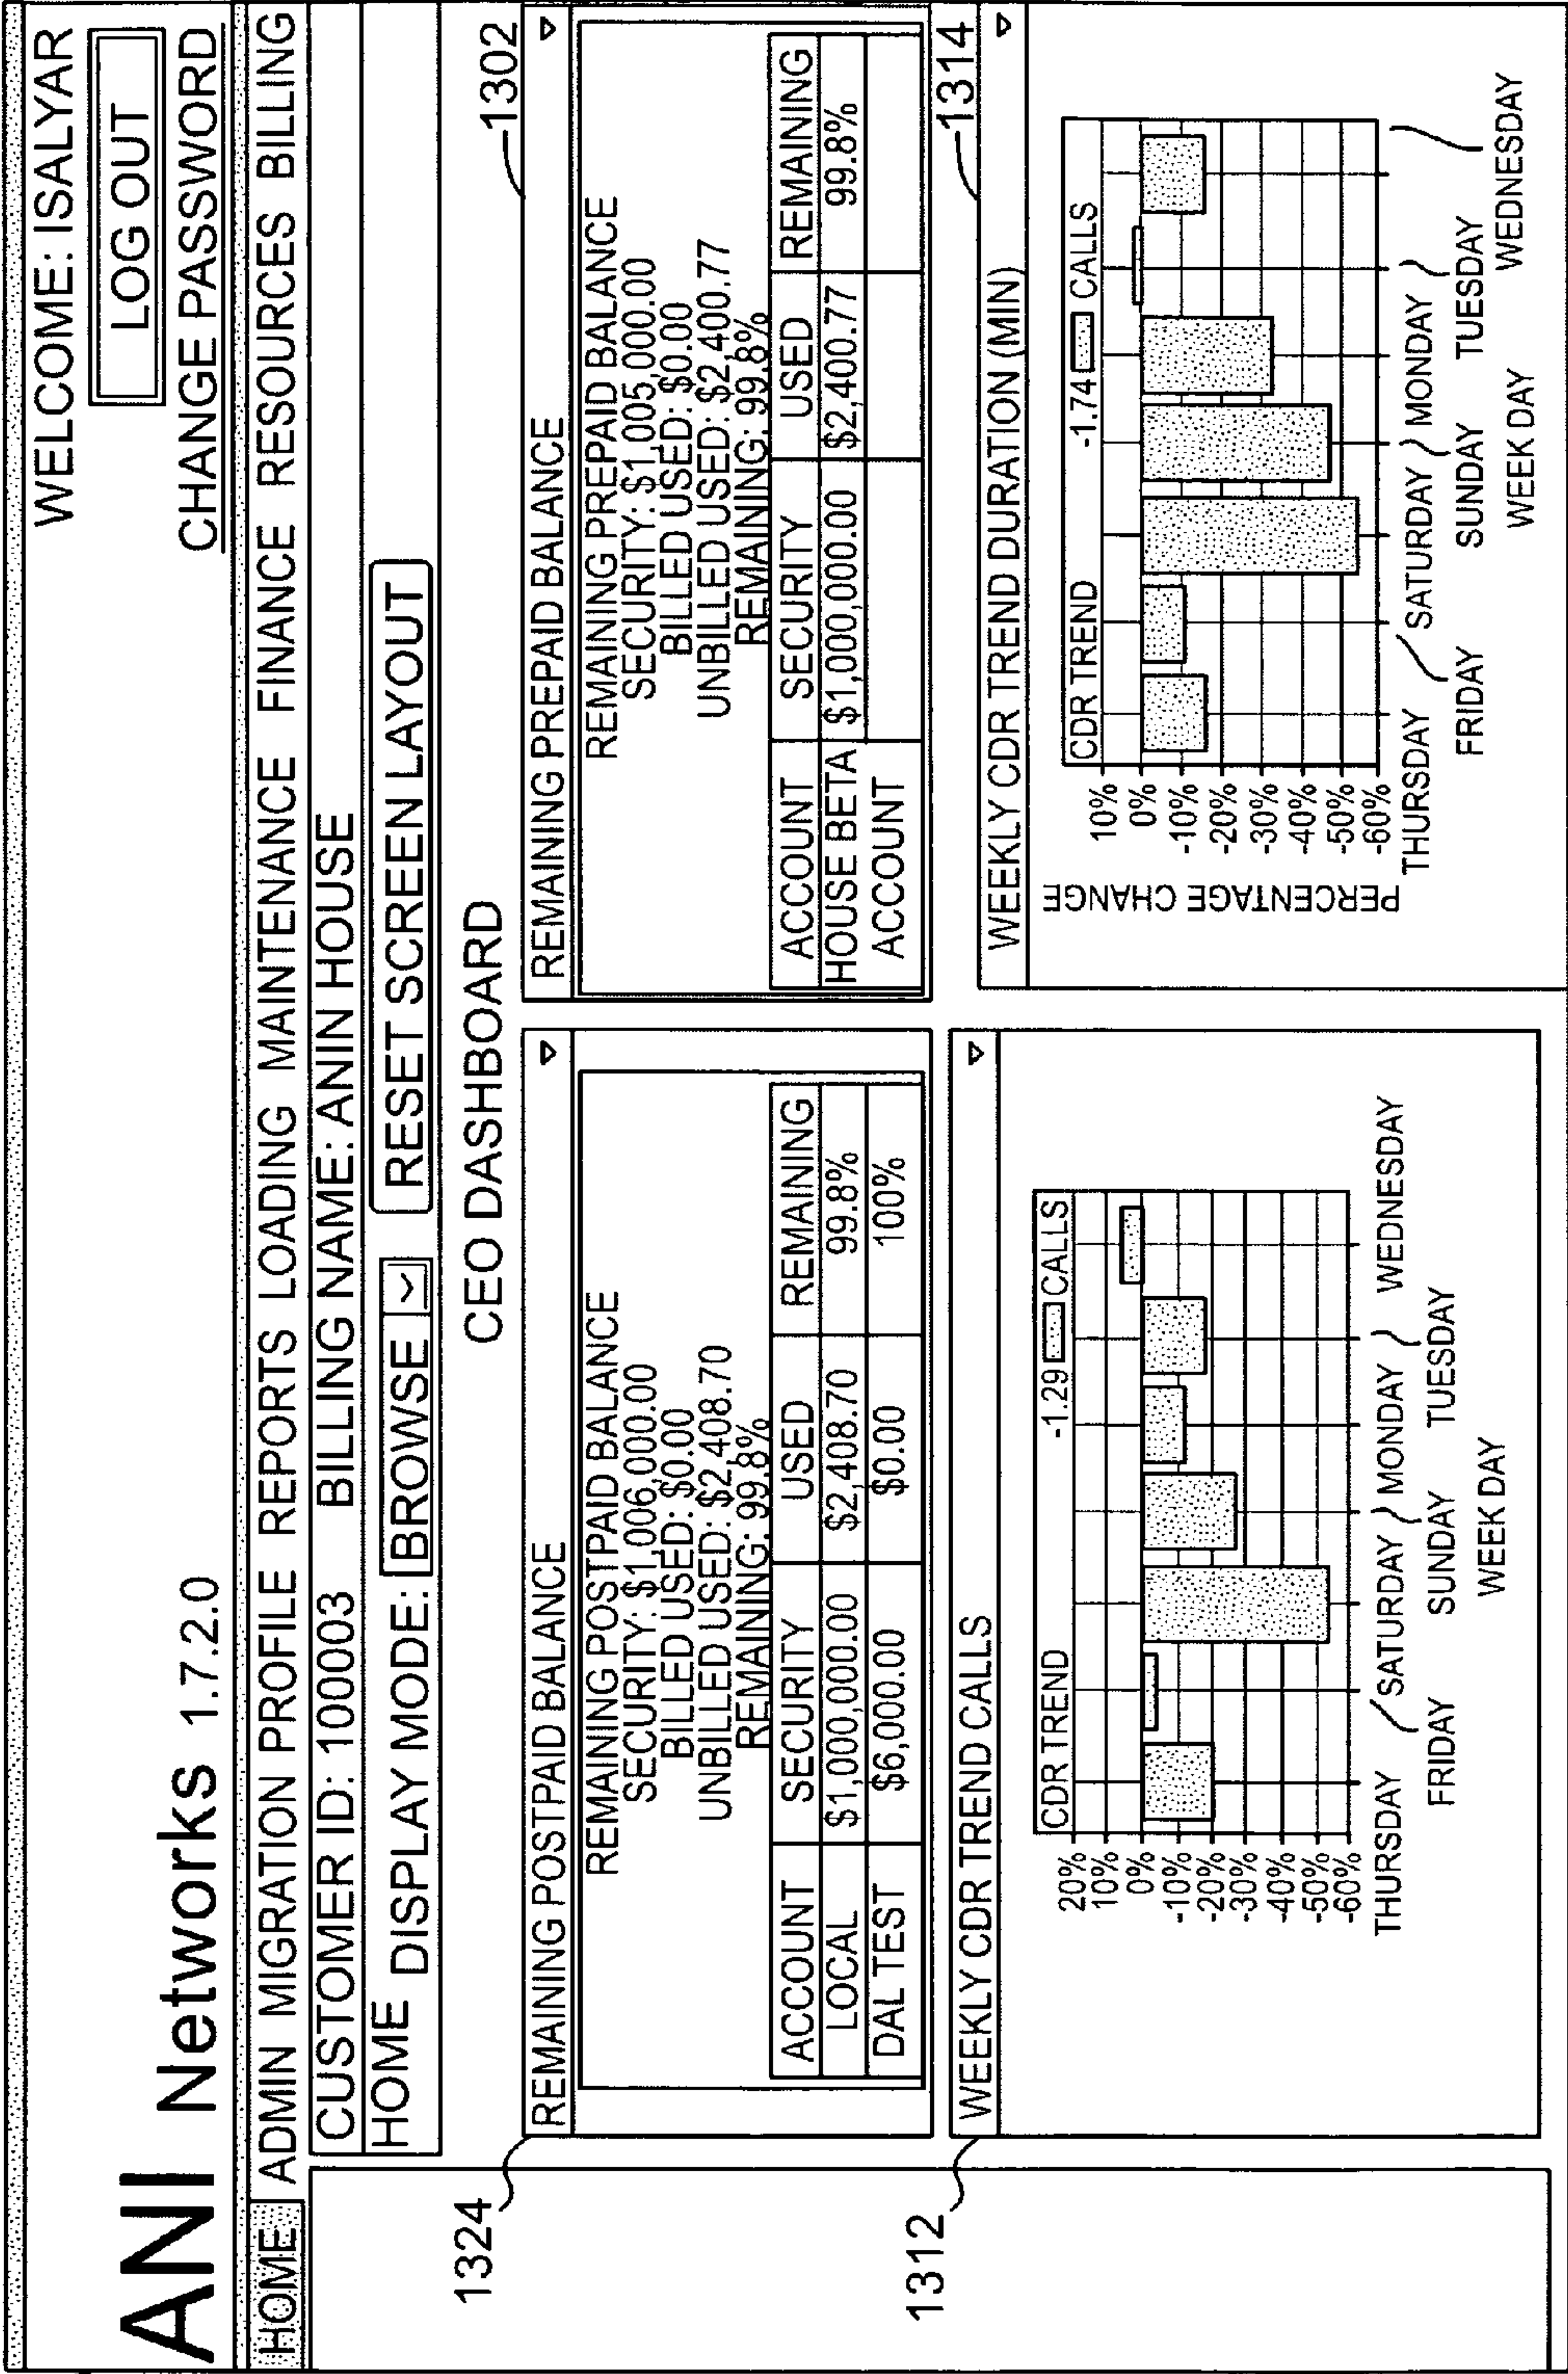 WELCOME: ISALYAR
ANI Networks 1.7.2.0
LOG OUT
CHANGE PASSWORD
HOME ADMIN MIGRATION PROFILE REPORTS LOADING MAINTENANCE FINANCE RESOURCES BILLING
CUSTOMER ID: 100003 BILLING NAME: ANIN HOUSE
HOME DISPLAY MODE: BROWSE RESET SCREEN LAYOUT
CEO DASHBOARD
1324
REMAINING POSTPAID BALANCE
REMAINING POSTPAID BALANCE
SECURITY: $1,006,000.00
BILLED USED: $0.00
UNBILLED USED: $2,408.70
REMAINING: 99.8%
ACCOUNT SECURITY USED REMAINING
LOCAL $1,000,000.00 $2,408.70 99.8%
DAL TEST $6,000.00 $0.00 100%
1302
REMAINING PREPAID BALANCE
REMAINING PREPAID BALANCE
SECURITY: $1,005,000.00
BILLED USED: $0.00
UNBILLED USED: $2,400.77
REMAINING: 99.8%
ACCOUNT SECURITY USED REMAINING
HOUSE BETA $1,000,000.00 $2,400.77 99.8%
ACCOUNT
1312
WEEKLY CDR TREND CALLS
CDR TREND -1.29 CALLS
20%
10%
0%
-10%
-20%
-30%
-40%
-50%
-60%
THURSDAY SATURDAY MONDAY WEDNESDAY
FRIDAY SUNDAY TUESDAY
WEEK DAY
1314
WEEKLY CDR TREND DURATION (MIN)
CDR TREND -1.74 CALLS
PERCENTAGE CHANGE
10%
0%
-10%
-20%
-30%
-40%
-50%
-60%
THURSDAY SATURDAY MONDAY
FRIDAY SUNDAY TUESDAY
WEDNESDAY
WEEK DAY